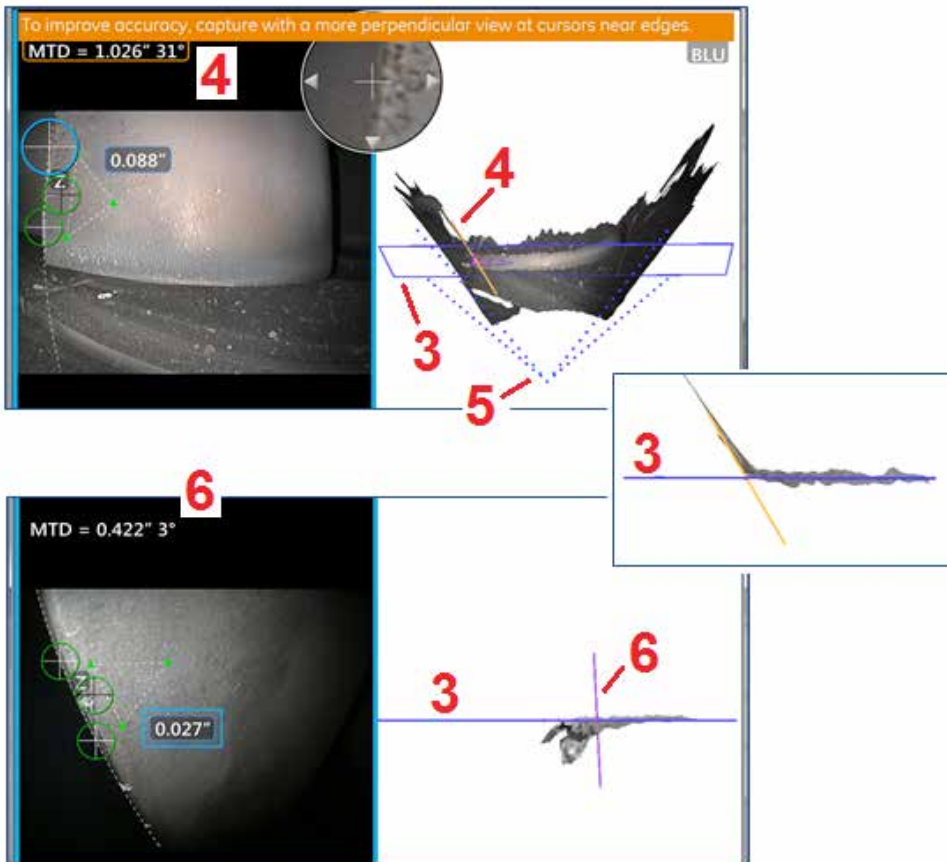 To improve accuracy, capture with a more perpendicular view at cursors near edges.
MTD = 1.026" 31°
4
BLU
0.088"
Z
4
3
5
3
6
MTD = 0.422" 3°
6
3
Z
0.027"